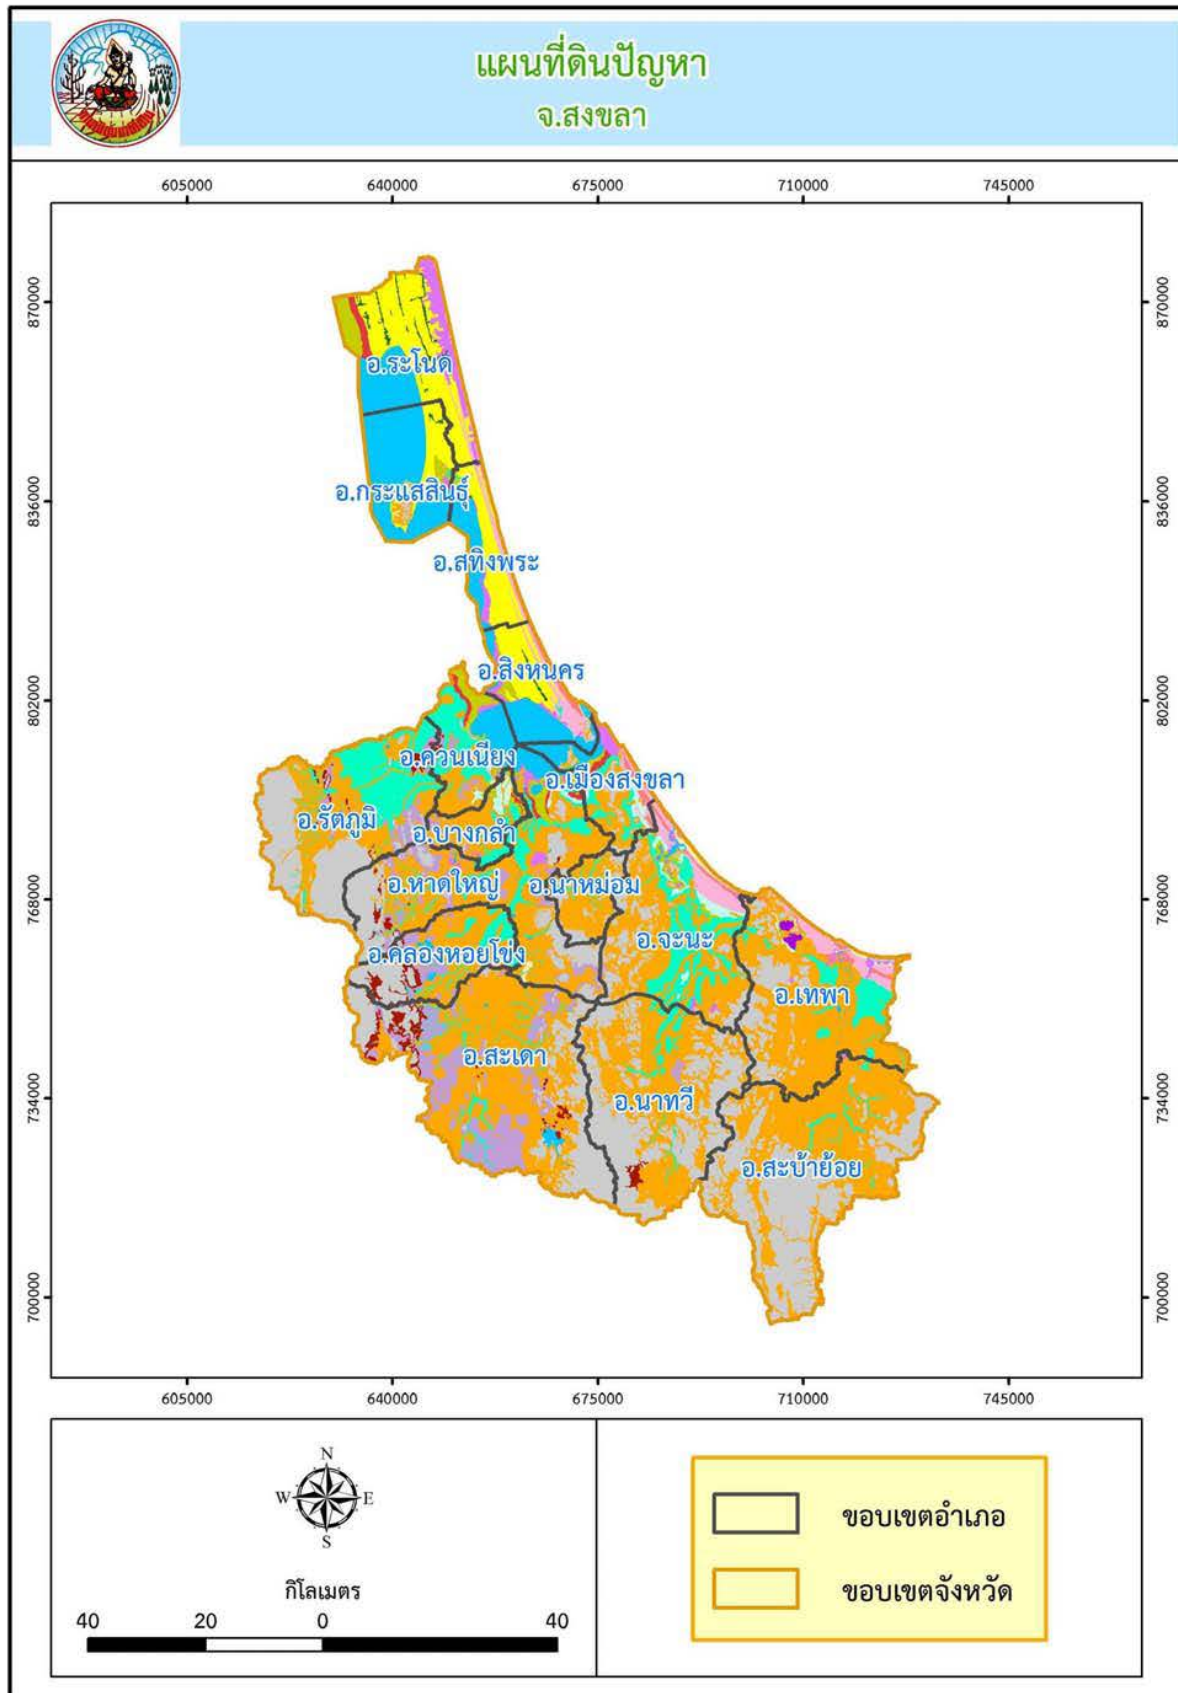 แผนที่ดินปัญหา
จ.สงขลา
605000 640000 675000 710000 745000
870000 870000
อ.ระโนด
อ.กระแสสินธุ์
836000 836000
อ.สทิงพระ
อ.สิงหนคร
802000 802000
อ.ควนเนียง
อ.เมืองสงขลา
อ.รัตภูมิ
อ.บางกล่ำ
อ.หาดใหญ่ อ.นาหม่อม
768000 768000
อ.จะนะ
อ.คลองหอยโข่ง
อ.เทพา
อ.สะเดา
อ.นาทวี
734000 734000
อ.สะบ้าย้อย
700000 700000
605000 640000 675000 710000 745000
N
W E
S
กิโลเมตร
40 20 0 40
ขอบเขตอำเภอ
ขอบเขตจังหวัด